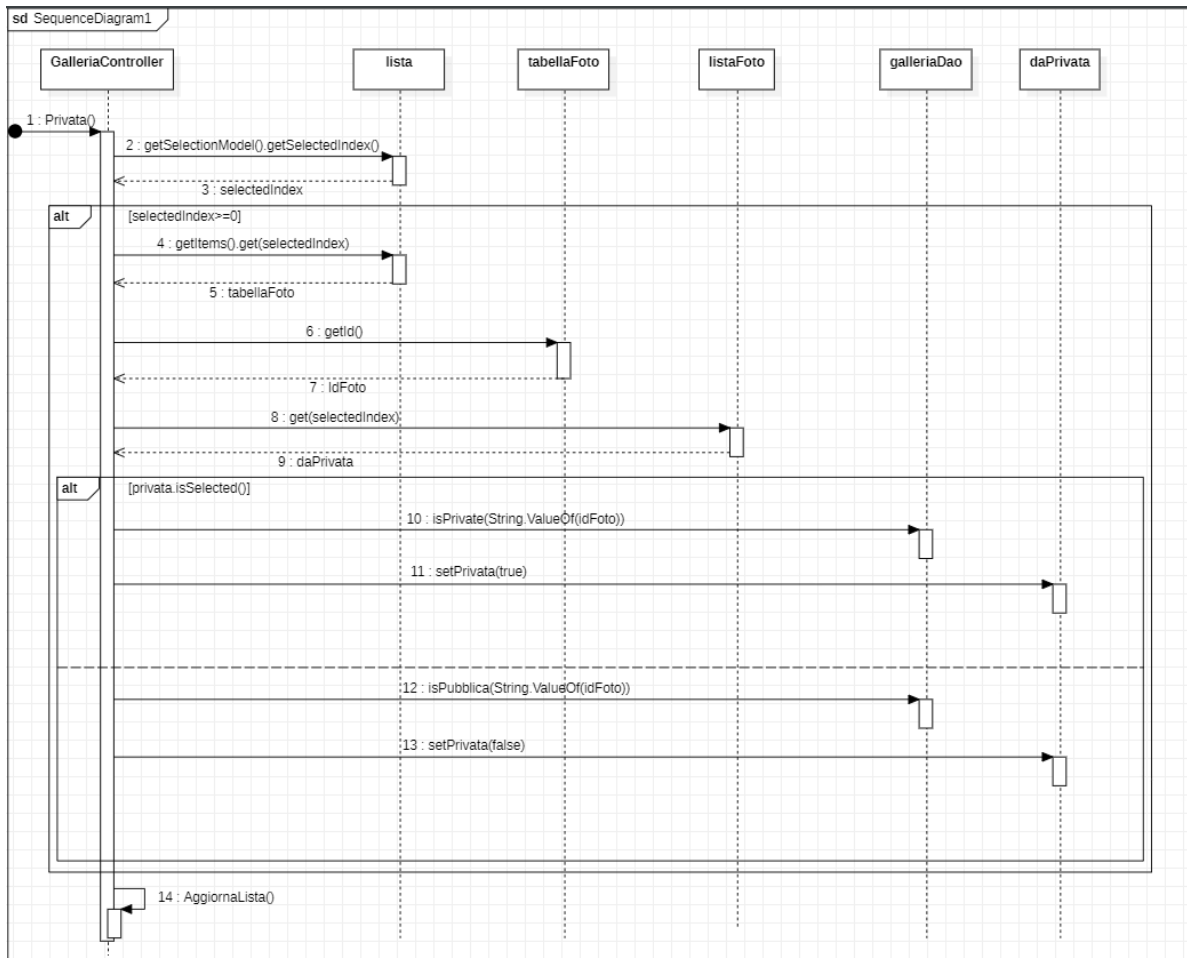 sd SequenceDiagram1
GalleriaController
lista
tabellaFoto
listaFoto
galleriaDao
daPrivata
1 : Privata()
2 : getSelectionModel().getSelectedIndex()
3 : selectedIndex
alt
[selectedIndex>=0]
4 : getItems().get(selectedIndex)
5 : tabellaFoto
6 : getId()
7 : IdFoto
8 : get(selectedIndex)
9 : daPrivata
alt
[privata.isSelected()]
10 : isPrivate(String.ValueOf(idFoto))
11 : setPrivata(true)
12 : isPubblica(String.ValueOf(idFoto))
13 : setPrivata(false)
14 : AggiornaLista()